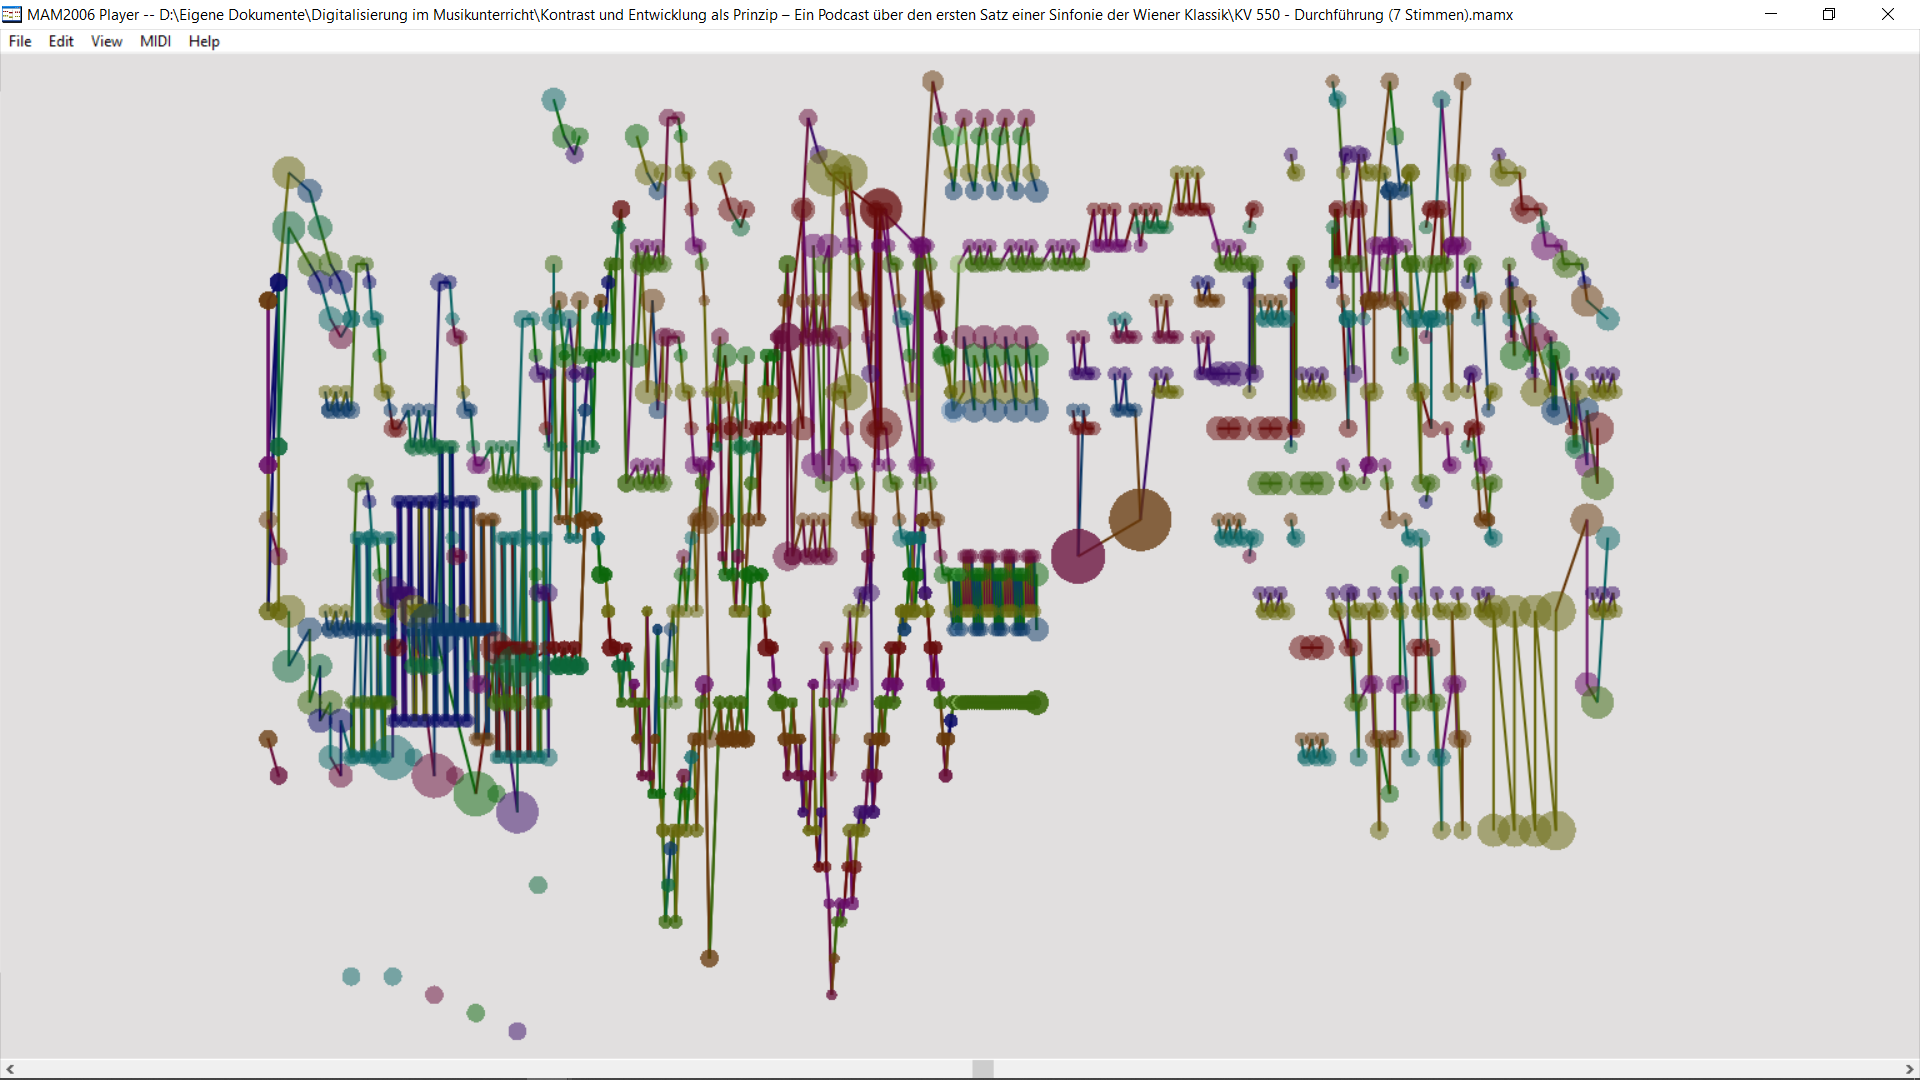 MAM2006 Player -- D:\Eigene Dokumente\Digitalisierung im Musikunterricht\Kontrast und Entwicklung als Prinzip – Ein Podcast über den ersten Satz einer Sinfonie der Wiener Klassik\KV 550 - Durchführung (7 Stimmen).mamx
File Edit View MIDI Help